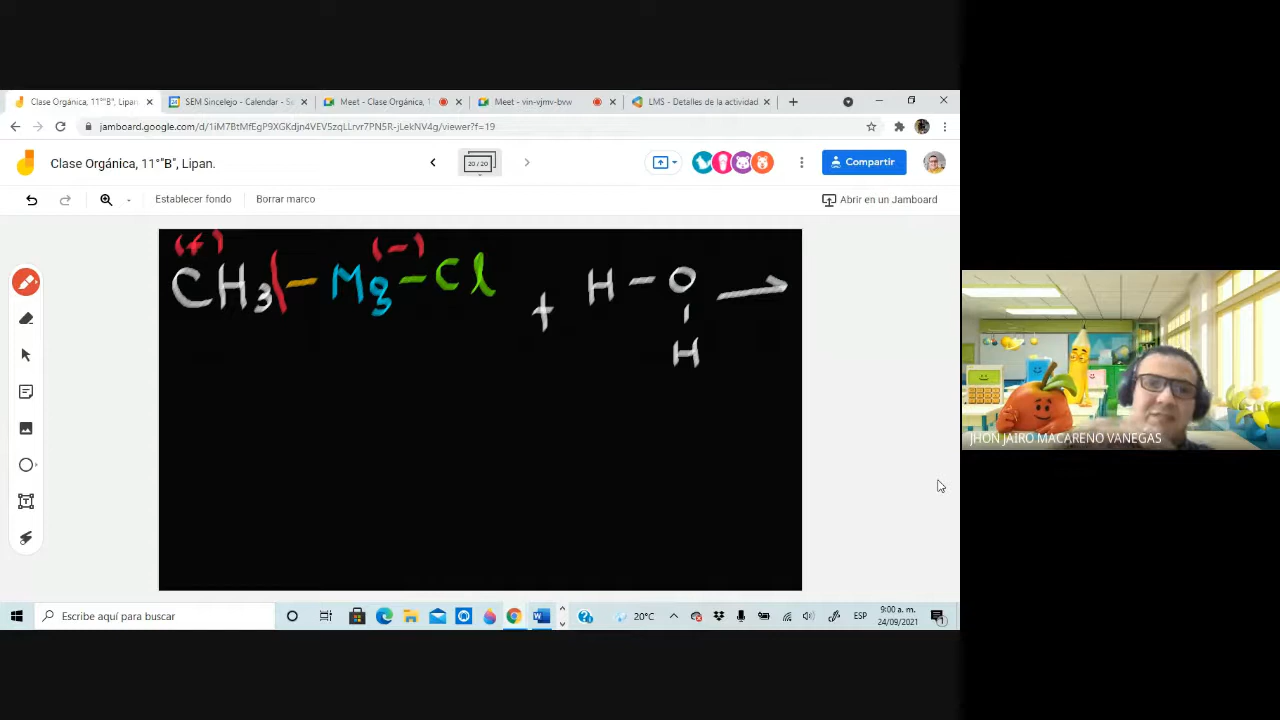 Clase Orgánica, 11°"B", Lipan.
SEM Sincelejo - Calendar - Se
Meet - Clase Orgánica, 1
Meet - vin-vjmv-bvw
LMS - Detalles de la actividad
jamboard.google.com/d/1iM7BtMfEgP9XGKdjn4VEV5zqLLrvr7PN5R-jLekNV4g/viewer?f=19
Clase Orgánica, 11°"B", Lipan.
20 / 20
Compartir
Establecer fondo
Borrar marco
Abrir en un Jamboard
(+) (-)
CH3 | - Mg - Cl + H - O →
H
JHON JAIRO MACARENO VANEGAS
Escribe aquí para buscar
20°C
ESP
9:00 a. m.
24/09/2021
1